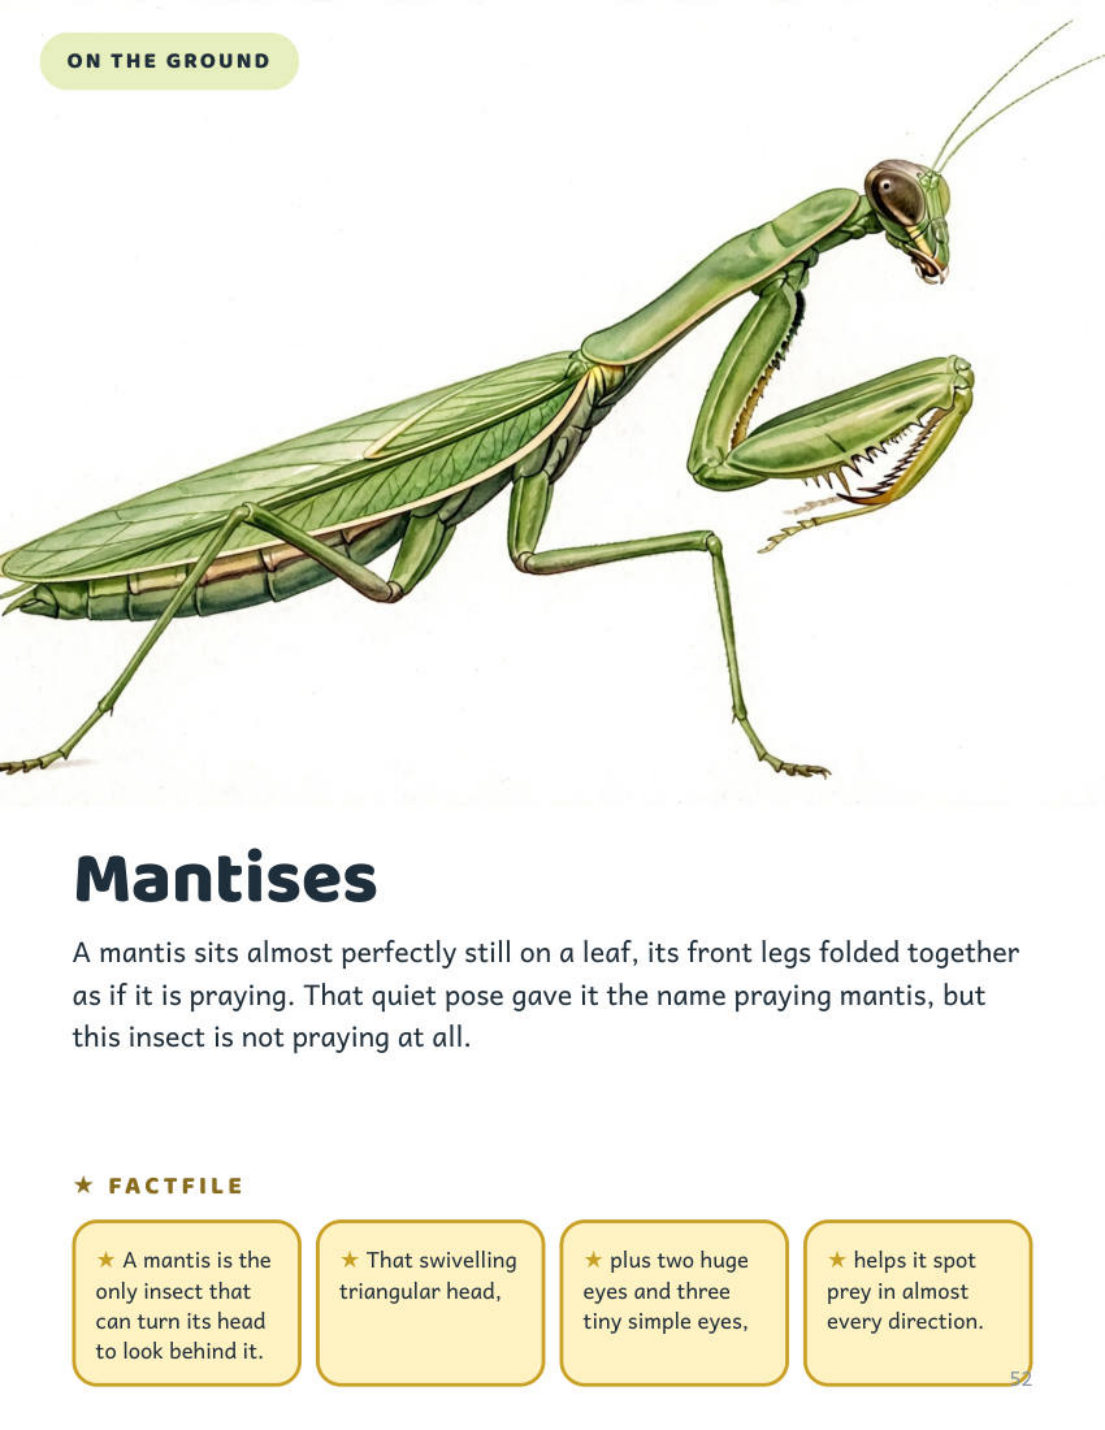 ON THE GROUND
Mantises
A mantis sits almost perfectly still on a leaf, its front legs folded together
as if it is praying. That quiet pose gave it the name praying mantis, but
this insect is not praying at all.
★ FACTFILE
★ A mantis is the
only insect that
can turn its head
to look behind it.
★ That swivelling
triangular head,
★ plus two huge
eyes and three
tiny simple eyes,
★ helps it spot
prey in almost
every direction.
52